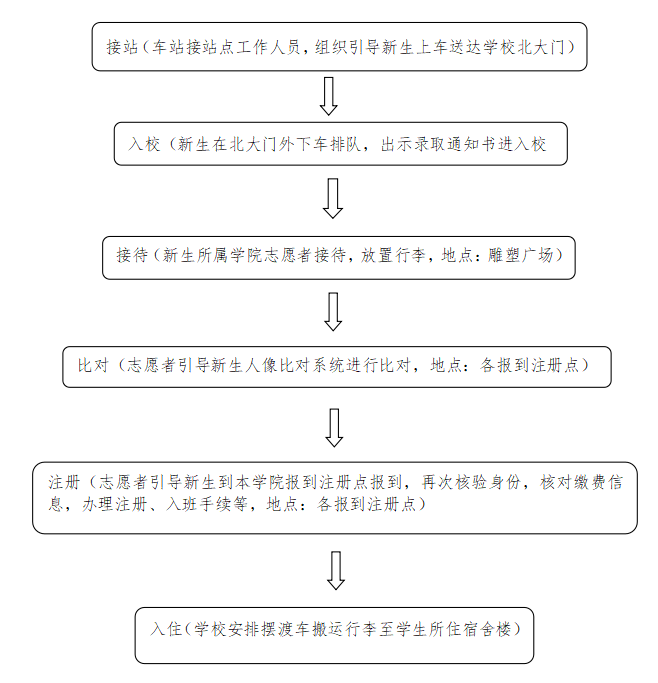 接站（车站接站点工作人员，组织引导新生上车送达学校北大门）
入校（新生在北大门外下车排队，出示录取通知书进入校
接待（新生所属学院志愿者接待，放置行李，地点：雕塑广场）
比对（志愿者引导新生人像比对系统进行比对，地点：各报到注册点）
注册（志愿者引导新生到本学院报到注册点报到，再次核验身份，核对缴费信
息，办理注册、入班手续等，地点：各报到注册点）
入住（学校安排摆渡车搬运行李至学生所住宿舍楼）